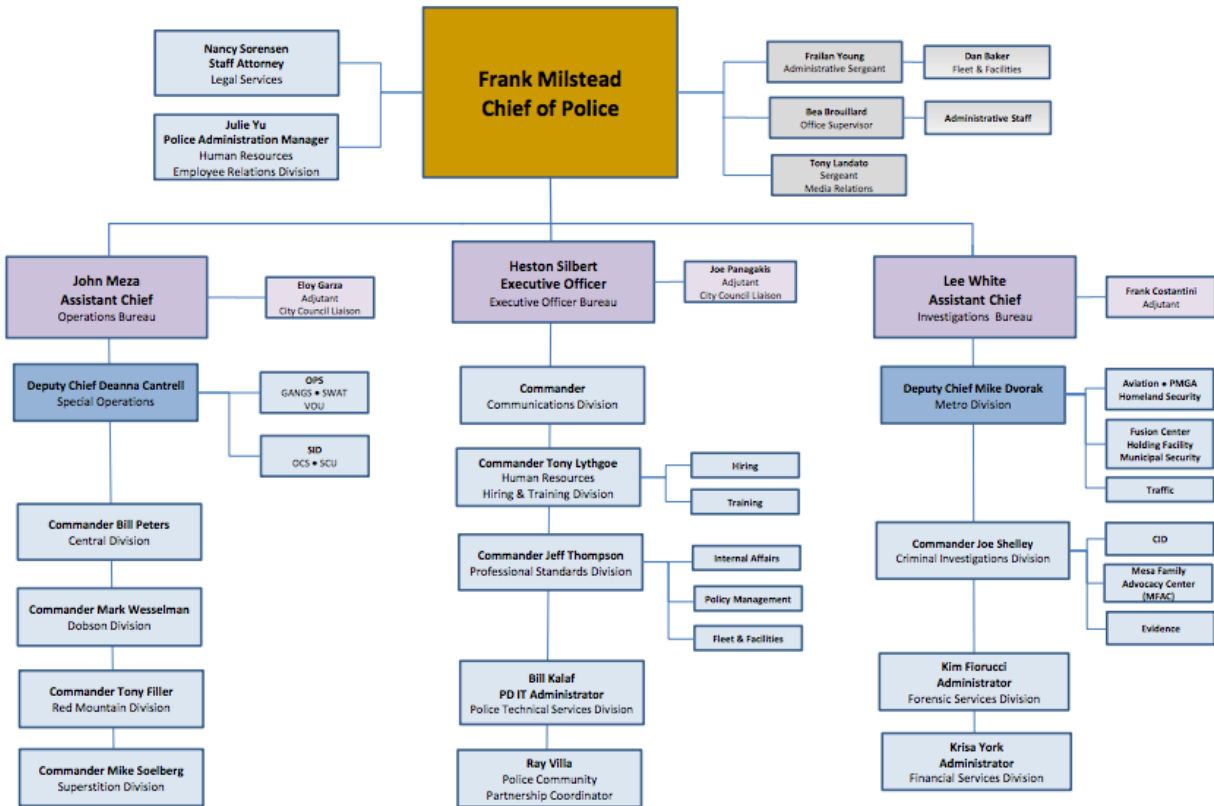 Frank Milstead
Chief of Police
Nancy Sorensen
Staff Attorney
Legal Services
Julie Yu
Police Administration Manager
Human Resources
Employee Relations Division
Frailan Young
Administrative Sergeant
Dan Baker
Fleet & Facilities
Bea Brouillard
Office Supervisor
Administrative Staff
Tony Landato
Sergeant
Media Relations
John Meza
Assistant Chief
Operations Bureau
Eloy Garza
Adjutant
City Council Liaison
Heston Silbert
Executive Officer
Executive Officer Bureau
Joe Panagakis
Adjutant
City Council Liaison
Lee White
Assistant Chief
Investigations Bureau
Frank Costantini
Adjutant
Deputy Chief Deanna Cantrell
Special Operations
OPS
GANGS • SWAT
VOU
SID
OCS • SCU
Commander Bill Peters
Central Division
Commander Mark Wesselman
Dobson Division
Commander Tony Filler
Red Mountain Division
Commander Mike Soelberg
Superstition Division
Commander
Communications Division
Commander Tony Lythgoe
Human Resources
Hiring & Training Division
Hiring
Training
Commander Jeff Thompson
Professional Standards Division
Internal Affairs
Policy Management
Fleet & Facilities
Bill Kalaf
PD IT Administrator
Police Technical Services Division
Ray Villa
Police Community
Partnership Coordinator
Deputy Chief Mike Dvorak
Metro Division
Aviation • PMGA
Homeland Security
Fusion Center
Holding Facility
Municipal Security
Traffic
Commander Joe Shelley
Criminal Investigations Division
CID
Mesa Family
Advocacy Center
(MFAC)
Evidence
Kim Fiorucci
Administrator
Forensic Services Division
Krisa York
Administrator
Financial Services Division